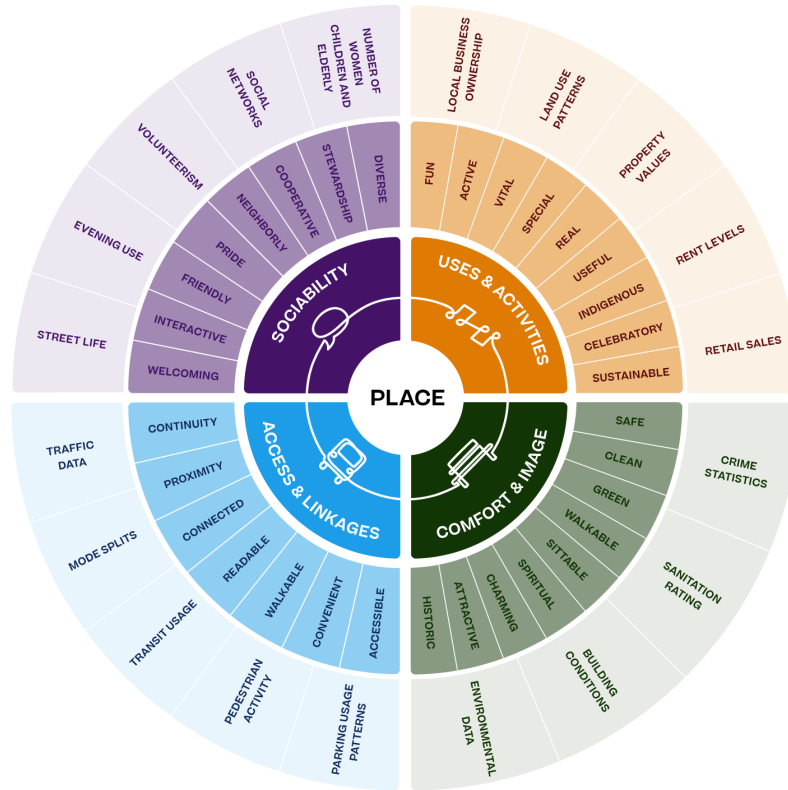 PLACE
SOCIABILITY
USES & ACTIVITIES
ACCESS & LINKAGES
COMFORT & IMAGE
WELCOMING
INTERACTIVE
FRIENDLY
PRIDE
NEIGHBORLY
COOPERATIVE
STEWARDSHIP
DIVERSE
FUN
ACTIVE
VITAL
SPECIAL
REAL
USEFUL
INDIGENOUS
CELEBRATORY
SUSTAINABLE
SAFE
CLEAN
GREEN
WALKABLE
SITTABLE
SPIRITUAL
CHARMING
ATTRACTIVE
HISTORIC
ACCESSIBLE
CONVENIENT
WALKABLE
READABLE
CONNECTED
PROXIMITY
CONTINUITY
STREET LIFE
EVENING USE
VOLUNTEERISM
SOCIAL
NETWORKS
NUMBER OF
WOMEN
CHILDREN AND
ELDERLY
LOCAL BUSINESS
OWNERSHIP
LAND USE
PATTERNS
PROPERTY
VALUES
RENT LEVELS
RETAIL SALES
CRIME
STATISTICS
SANITATION
RATING
BUILDING
CONDITIONS
ENVIRONMENTAL
DATA
PARKING USAGE
PATTERNS
PEDESTRIAN
ACTIVITY
TRANSIT USAGE
MODE SPLITS
TRAFFIC
DATA